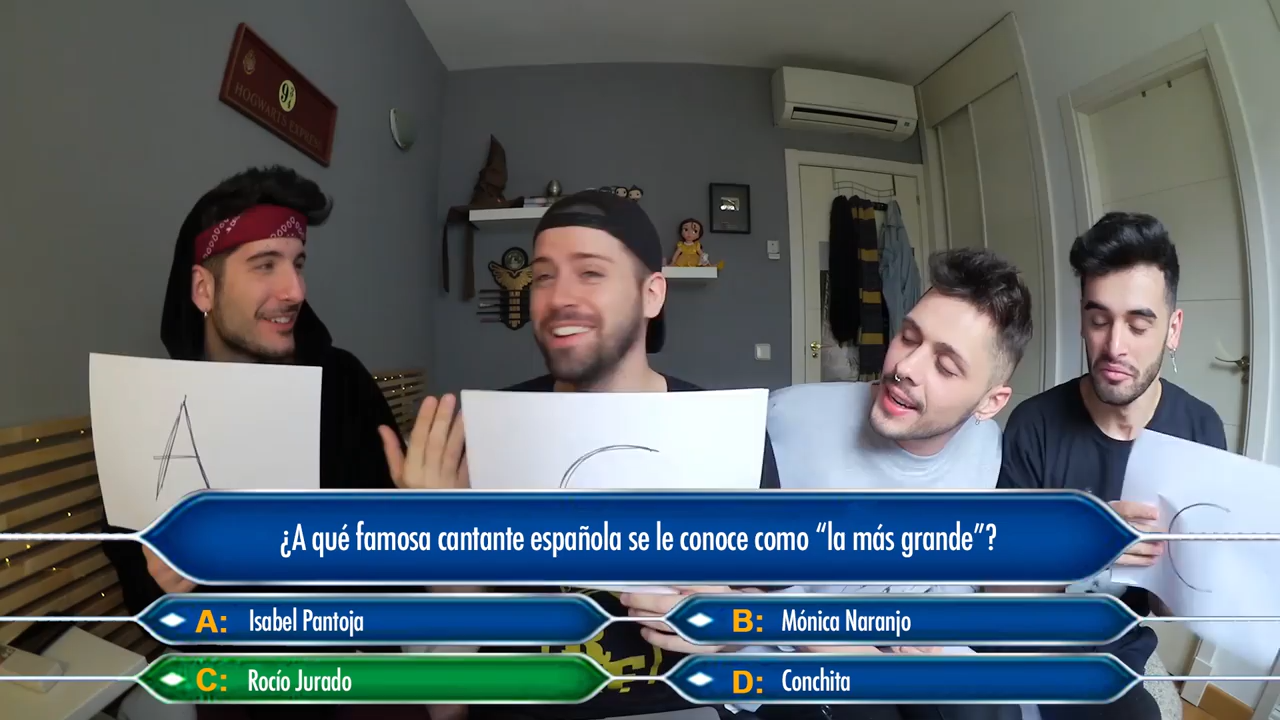 9¾
HOGWARTS EXPRESS
A
C
C
¿A qué famosa cantante española se le conoce como “la más grande”?
A: Isabel Pantoja
B: Mónica Naranjo
C: Rocío Jurado
D: Conchita